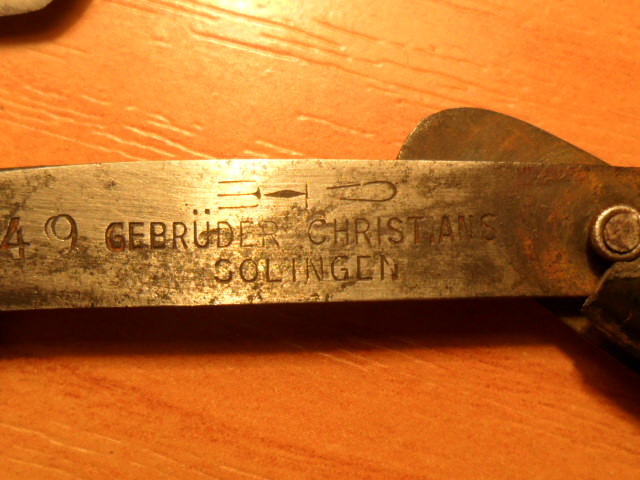 49 GEBRÜDER CHRISTIANS
SOLINGEN